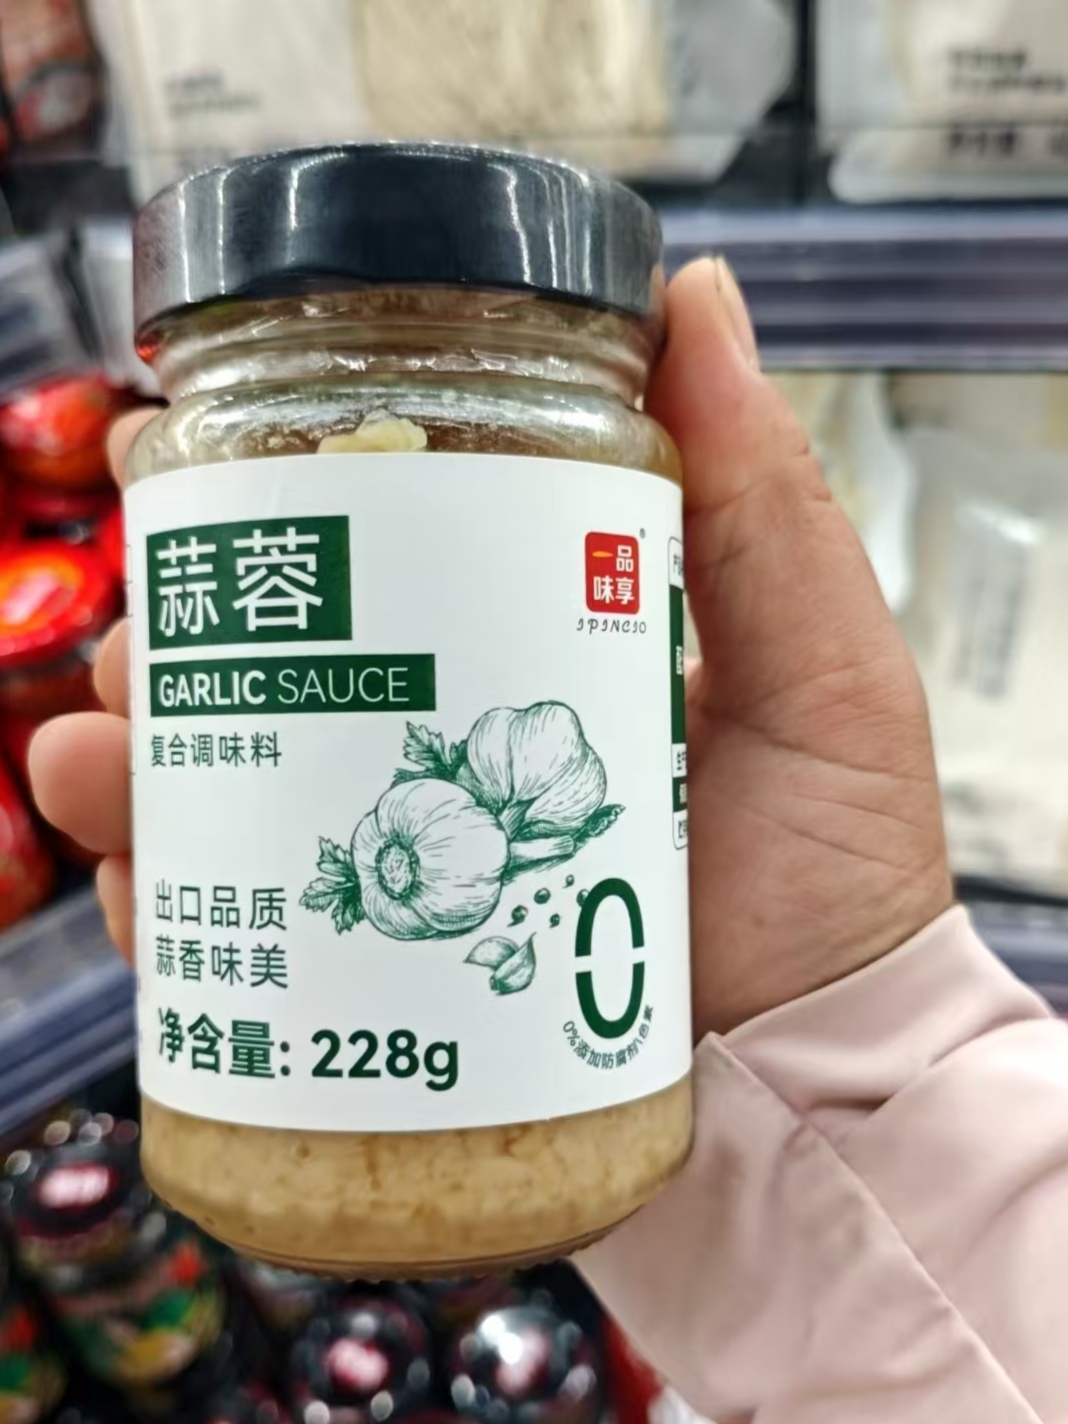 蒜蓉
GARLIC SAUCE
复合调味料
一品
味享
®
IPINCIO
出口品质
蒜香味美
净含量: 228g
0
0%添加防腐剂\色素